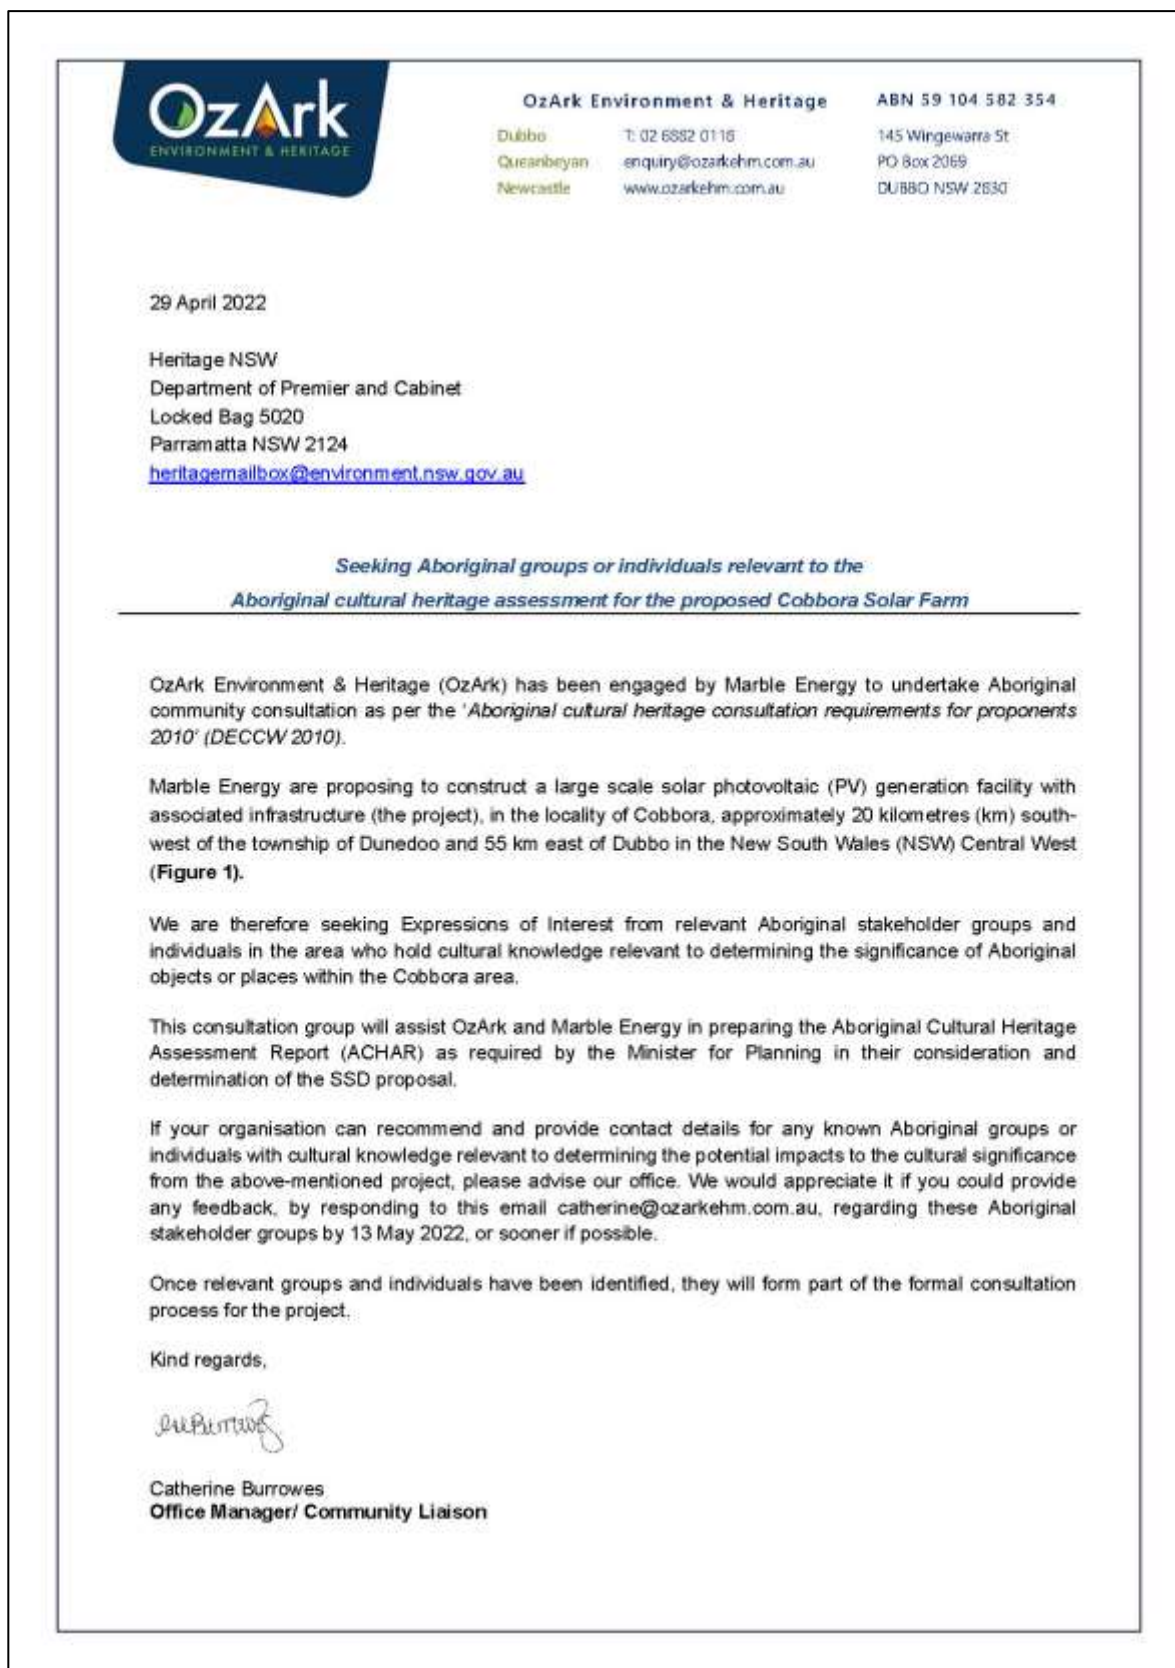 OzArk
ENVIRONMENT & HERITAGE
OzArk Environment & Heritage
Dubbo T: 02 6882 0118
Queanbeyan enquiry@ozarkehm.com.au
Newcastle www.ozarkehm.com.au
ABN 59 104 582 354
145 Wingewarra St
PO Box 2069
DUBBO NSW 2830
29 April 2022
Heritage NSW
Department of Premier and Cabinet
Locked Bag 5020
Parramatta NSW 2124
heritagemailbox@environment.nsw.gov.au
Seeking Aboriginal groups or individuals relevant to the
Aboriginal cultural heritage assessment for the proposed Cobbora Solar Farm
OzArk Environment & Heritage (OzArk) has been engaged by Marble Energy to undertake Aboriginal
community consultation as per the ‘Aboriginal cultural heritage consultation requirements for proponents
2010’ (DECCW 2010).
Marble Energy are proposing to construct a large scale solar photovoltaic (PV) generation facility with
associated infrastructure (the project), in the locality of Cobbora, approximately 20 kilometres (km) south-
west of the township of Dunedoo and 55 km east of Dubbo in the New South Wales (NSW) Central West
(Figure 1).
We are therefore seeking Expressions of Interest from relevant Aboriginal stakeholder groups and
individuals in the area who hold cultural knowledge relevant to determining the significance of Aboriginal
objects or places within the Cobbora area.
This consultation group will assist OzArk and Marble Energy in preparing the Aboriginal Cultural Heritage
Assessment Report (ACHAR) as required by the Minister for Planning in their consideration and
determination of the SSD proposal.
If your organisation can recommend and provide contact details for any known Aboriginal groups or
individuals with cultural knowledge relevant to determining the potential impacts to the cultural significance
from the above-mentioned project, please advise our office. We would appreciate it if you could provide
any feedback, by responding to this email catherine@ozarkehm.com.au, regarding these Aboriginal
stakeholder groups by 13 May 2022, or sooner if possible.
Once relevant groups and individuals have been identified, they will form part of the formal consultation
process for the project.
Kind regards,
Catherine Burrowes
Office Manager/ Community Liaison